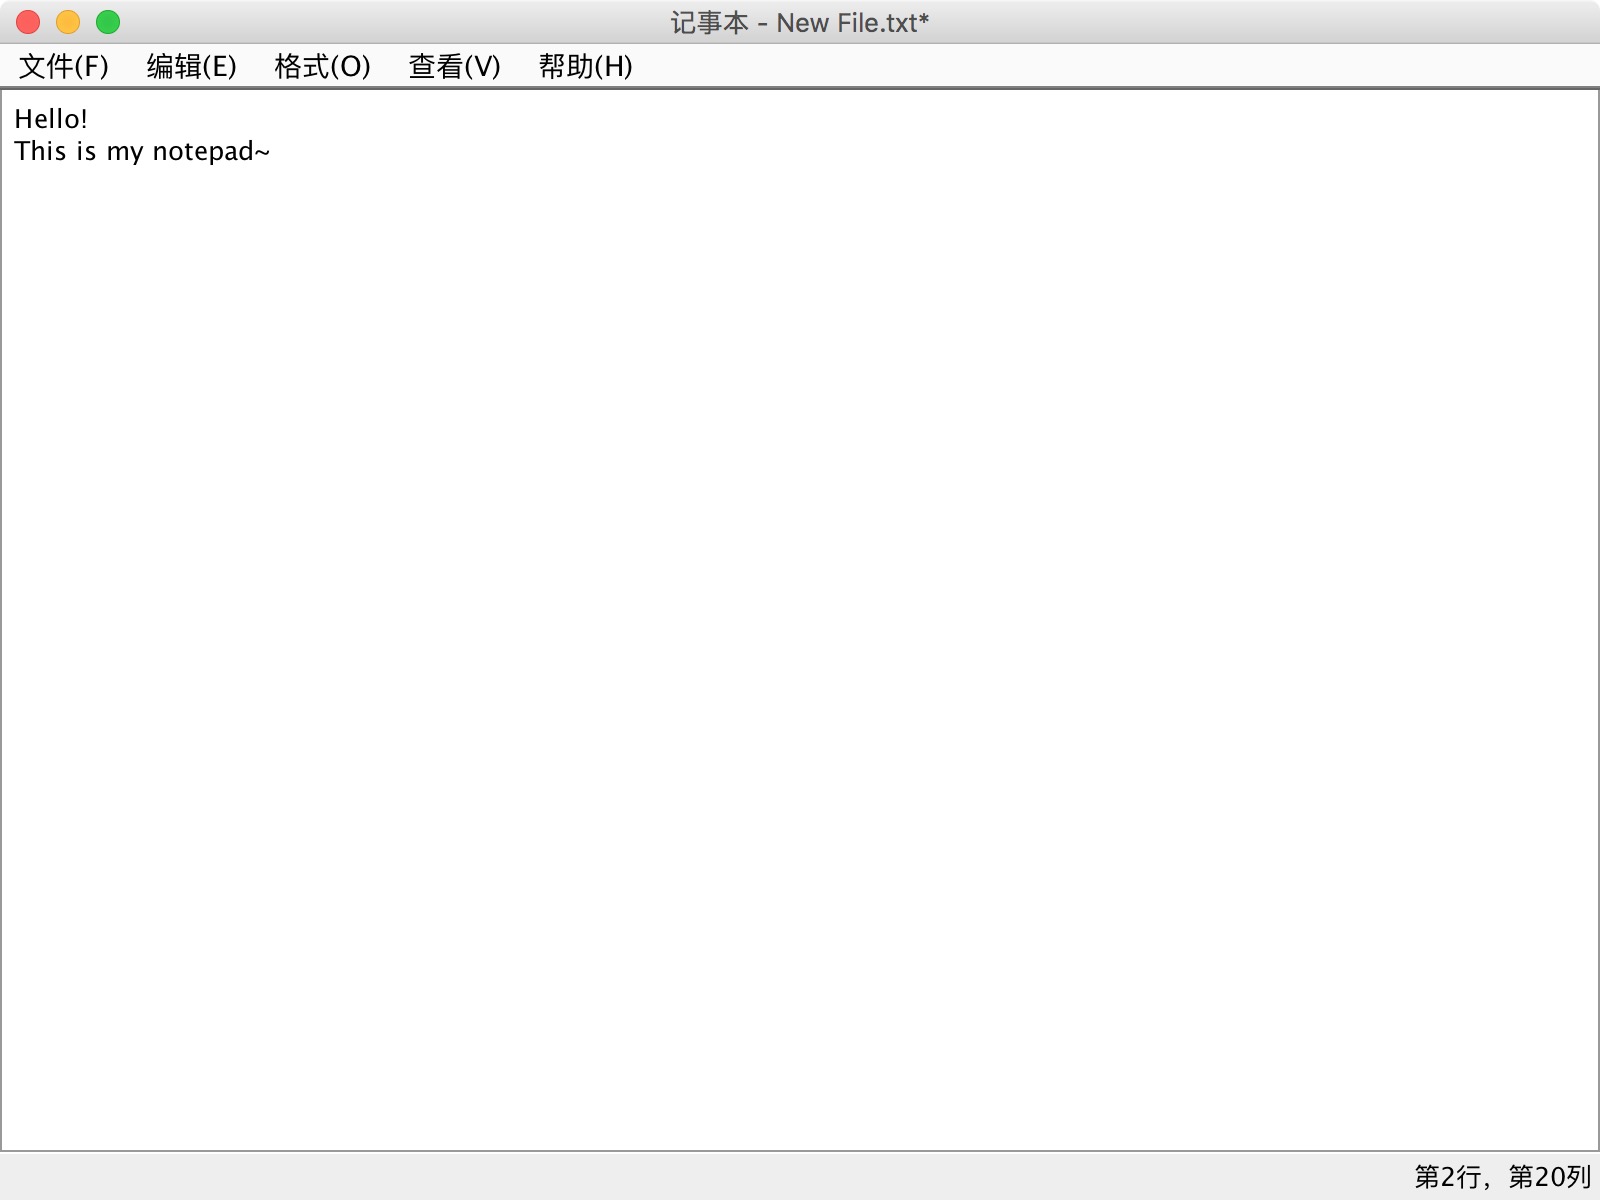 记事本 - New File.txt*
文件(F) 编辑(E) 格式(O) 查看(V) 帮助(H)
Hello!
This is my notepad~
第2行，第20列